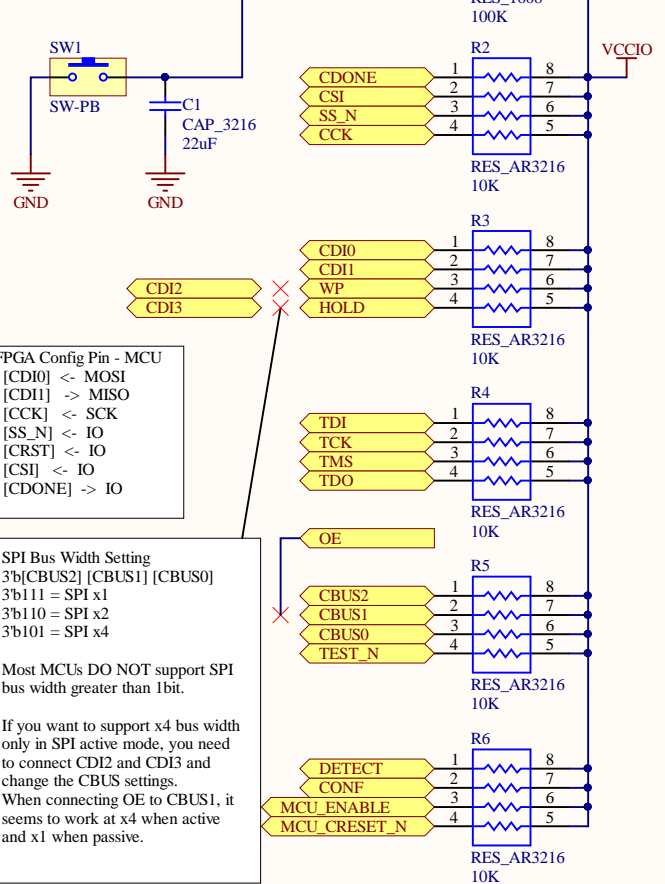 100K
SW1
SW-PB
C1
CAP_3216
22uF
GND
GND
R2
VCCIO
CDONE 1 8
CSI 2 7
SS_N 3 6
CCK 4 5
RES_AR3216
10K
R3
CDI0 1 8
CDI1 2 7
CDI2 WP 3 6
CDI3 HOLD 4 5
RES_AR3216
10K
FPGA Config Pin - MCU
[CDI0] <- MOSI
[CDI1] -> MISO
[CCK] <- SCK
[SS_N] <- IO
[CRST] <- IO
[CSI] <- IO
[CDONE] -> IO
R4
TDI 1 8
TCK 2 7
TMS 3 6
TDO 4 5
RES_AR3216
10K
OE
SPI Bus Width Setting
3'b[CBUS2] [CBUS1] [CBUS0]
3'b111 = SPI x1
3'b110 = SPI x2
3'b101 = SPI x4
Most MCUs DO NOT support SPI
bus width greater than 1bit.
If you want to support x4 bus width
only in SPI active mode, you need
to connect CDI2 and CDI3 and
change the CBUS settings.
When connecting OE to CBUS1, it
seems to work at x4 when active
and x1 when passive.
R5
CBUS2 1 8
CBUS1 2 7
CBUS0 3 6
TEST_N 4 5
RES_AR3216
10K
R6
DETECT 1 8
CONF 2 7
MCU_ENABLE 3 6
MCU_CRESET_N 4 5
RES_AR3216
10K